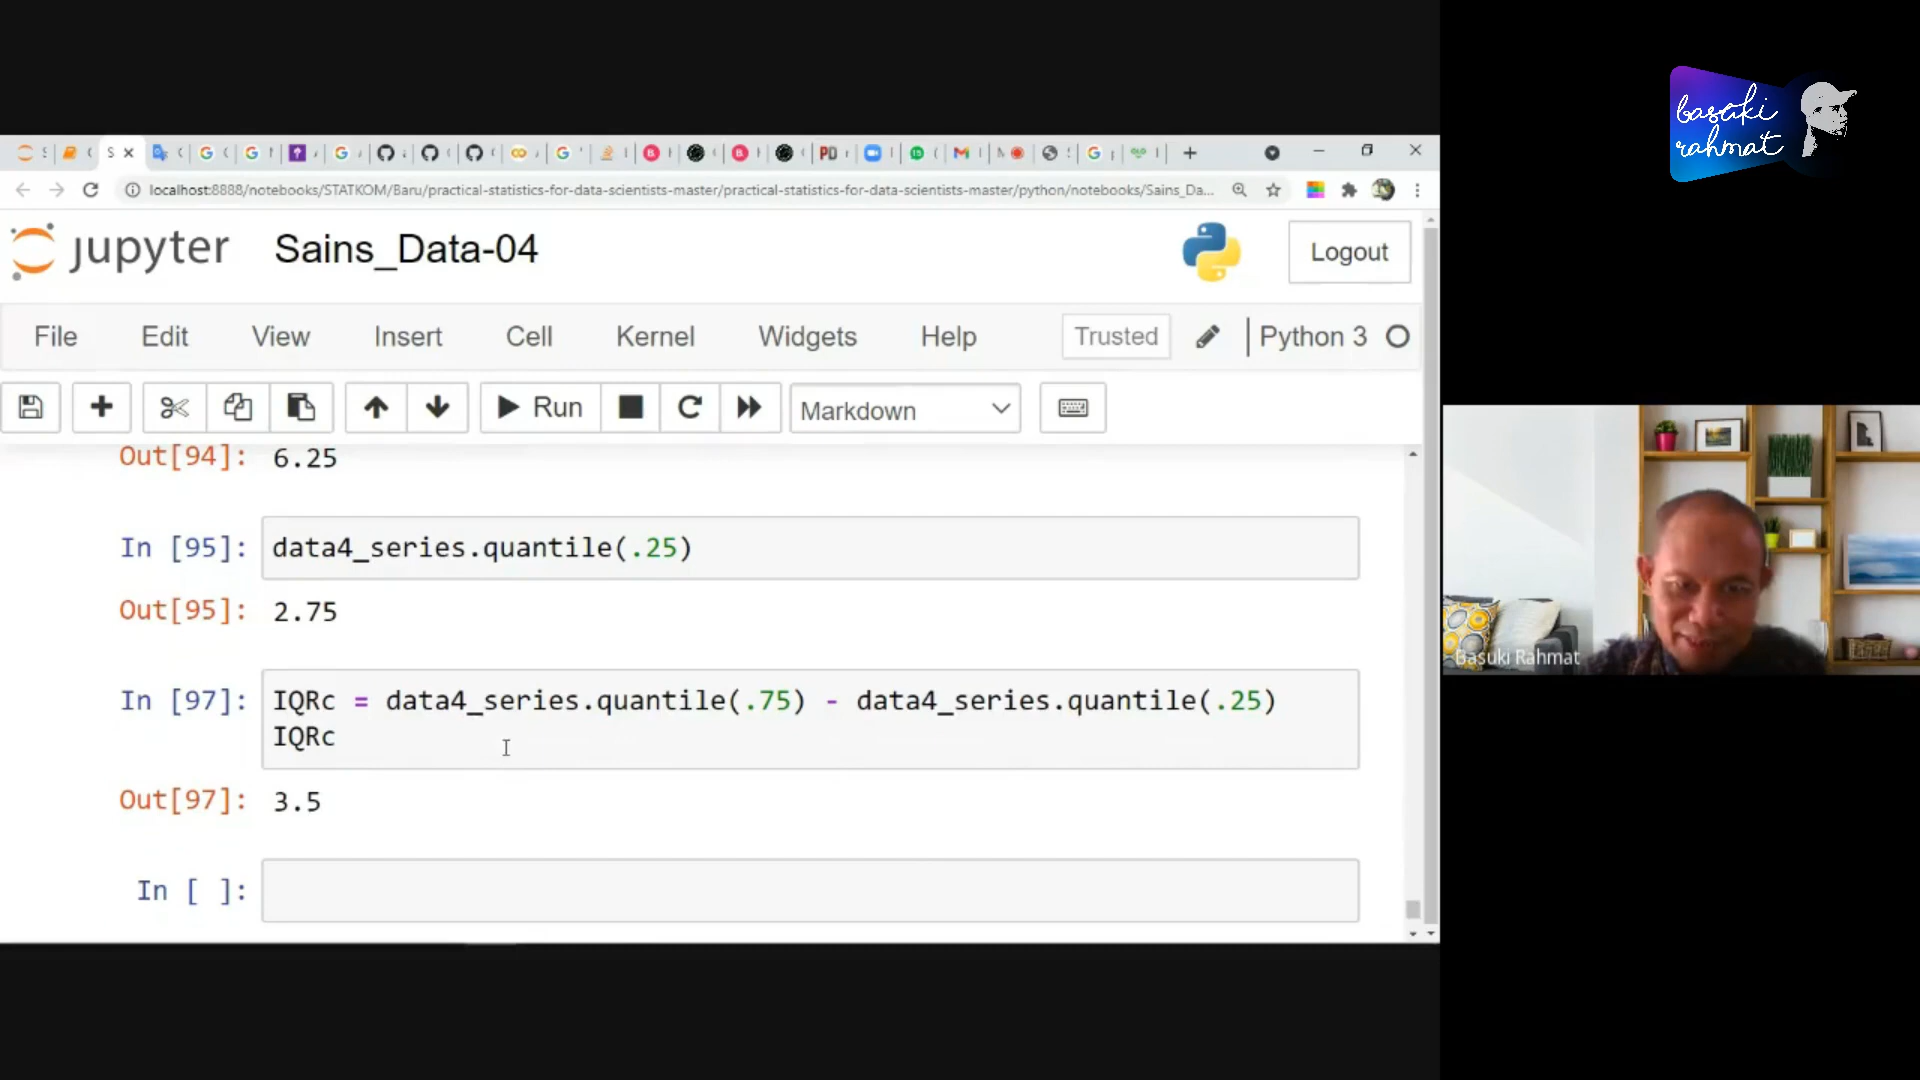 basuki
rahmat
localhost:8888/notebooks/STATKOM/Baru/practical-statistics-for-data-scientists-master/practical-statistics-for-data-scientists-master/python/notebooks/Sains_Da...
jupyter Sains_Data-04
Logout
File Edit View Insert Cell Kernel Widgets Help Trusted Python 3
Run Markdown
Out[94]: 6.25
In [95]: data4_series.quantile(.25)
Out[95]: 2.75
In [97]: IQRc = data4_series.quantile(.75) - data4_series.quantile(.25)
IQRc
Out[97]: 3.5
In [ ]:
Basuki Rahmat